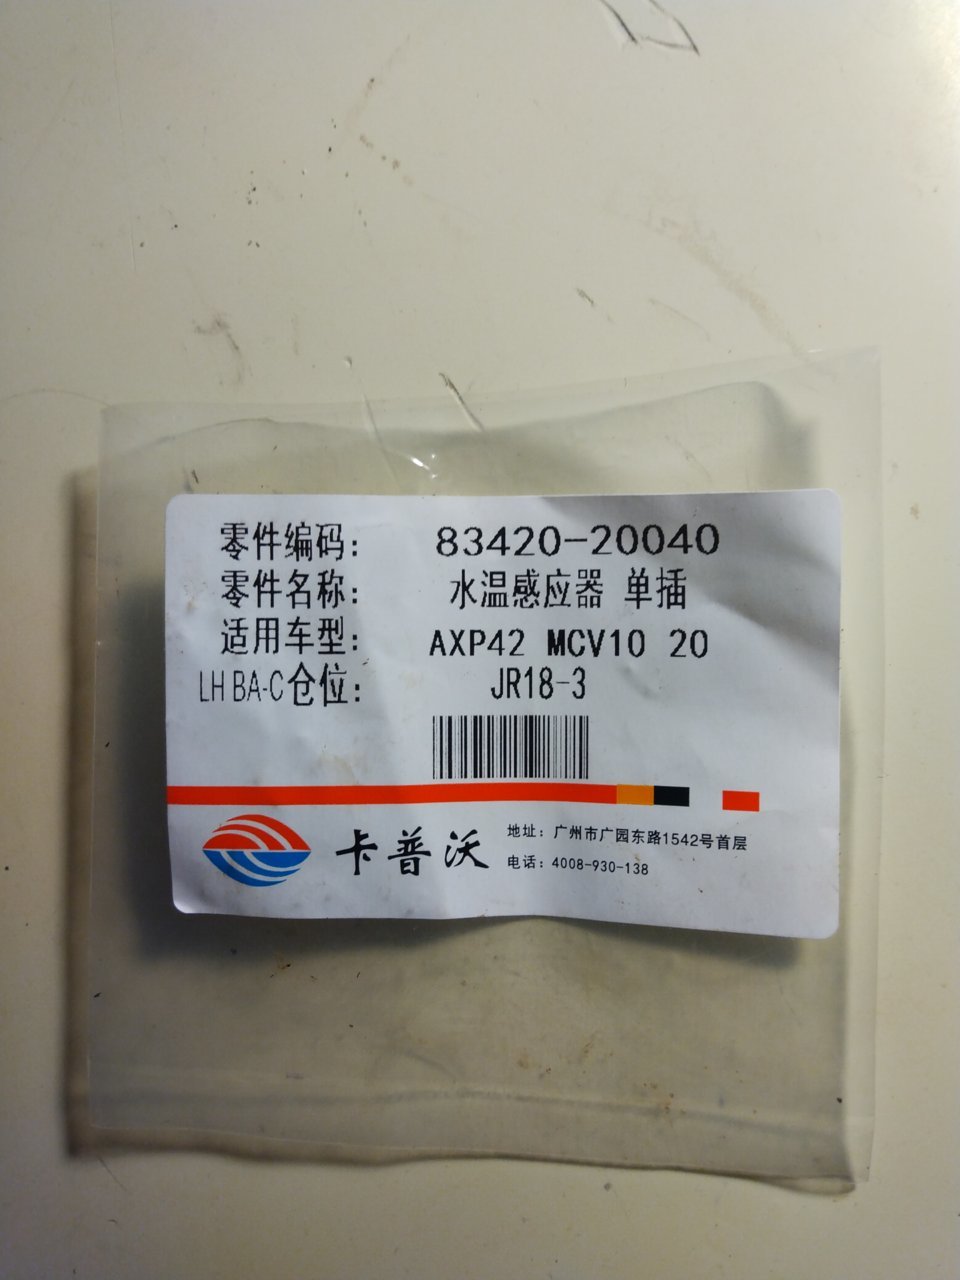 零件编码： 83420-20040
零件名称： 水温感应器 单插
适用车型： AXP42 MCV10 20
LH BA-C仓位： JR18-3
卡普沃
地址：广州市广园东路1542号首层
电话：4008-930-138